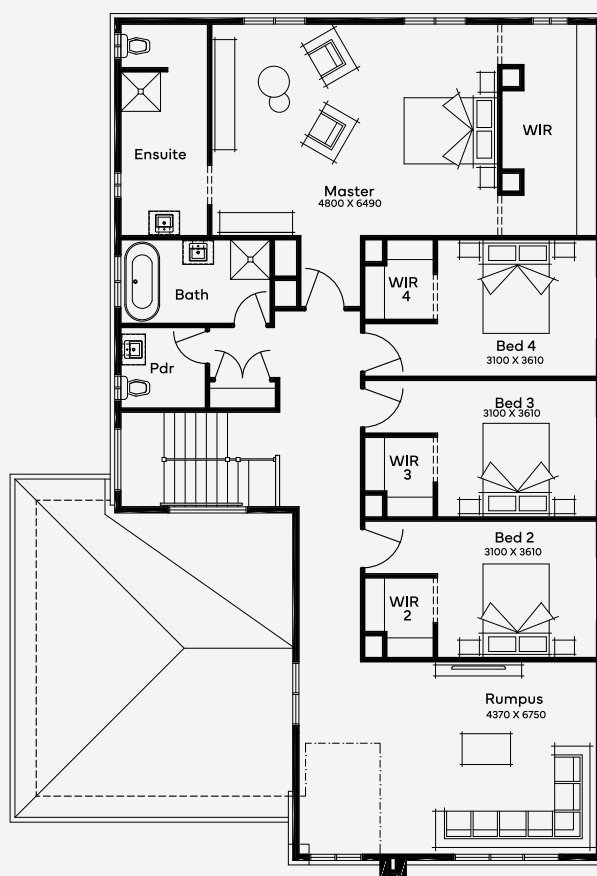 Ensuite
WIR
Master
4800 X 6490
Bath
WIR
4
Bed 4
3100 X 3610
Pdr
Bed 3
3100 X 3610
WIR
3
Bed 2
3100 X 3610
WIR
2
Rumpus
4370 X 6750